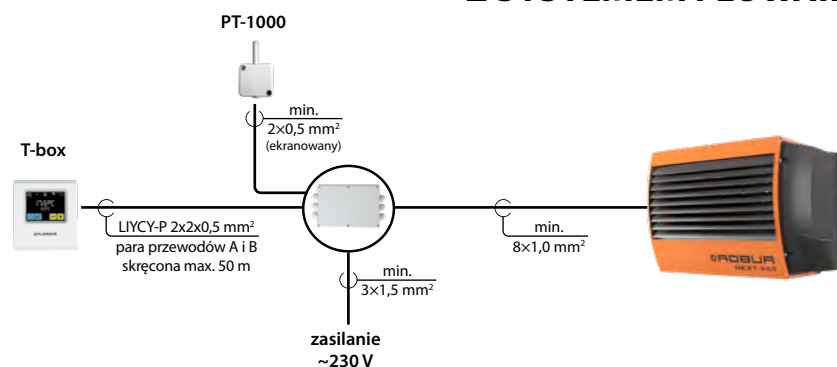 PT-1000
min.
2×0,5 mm²
(ekranowany)
T-box
LIYCY-P 2x2x0,5 mm²
para przewodów A i B
skręcona max. 50 m
min.
8×1,0 mm²
min.
3×1,5 mm²
zasilanie
~230 V
ROBUR